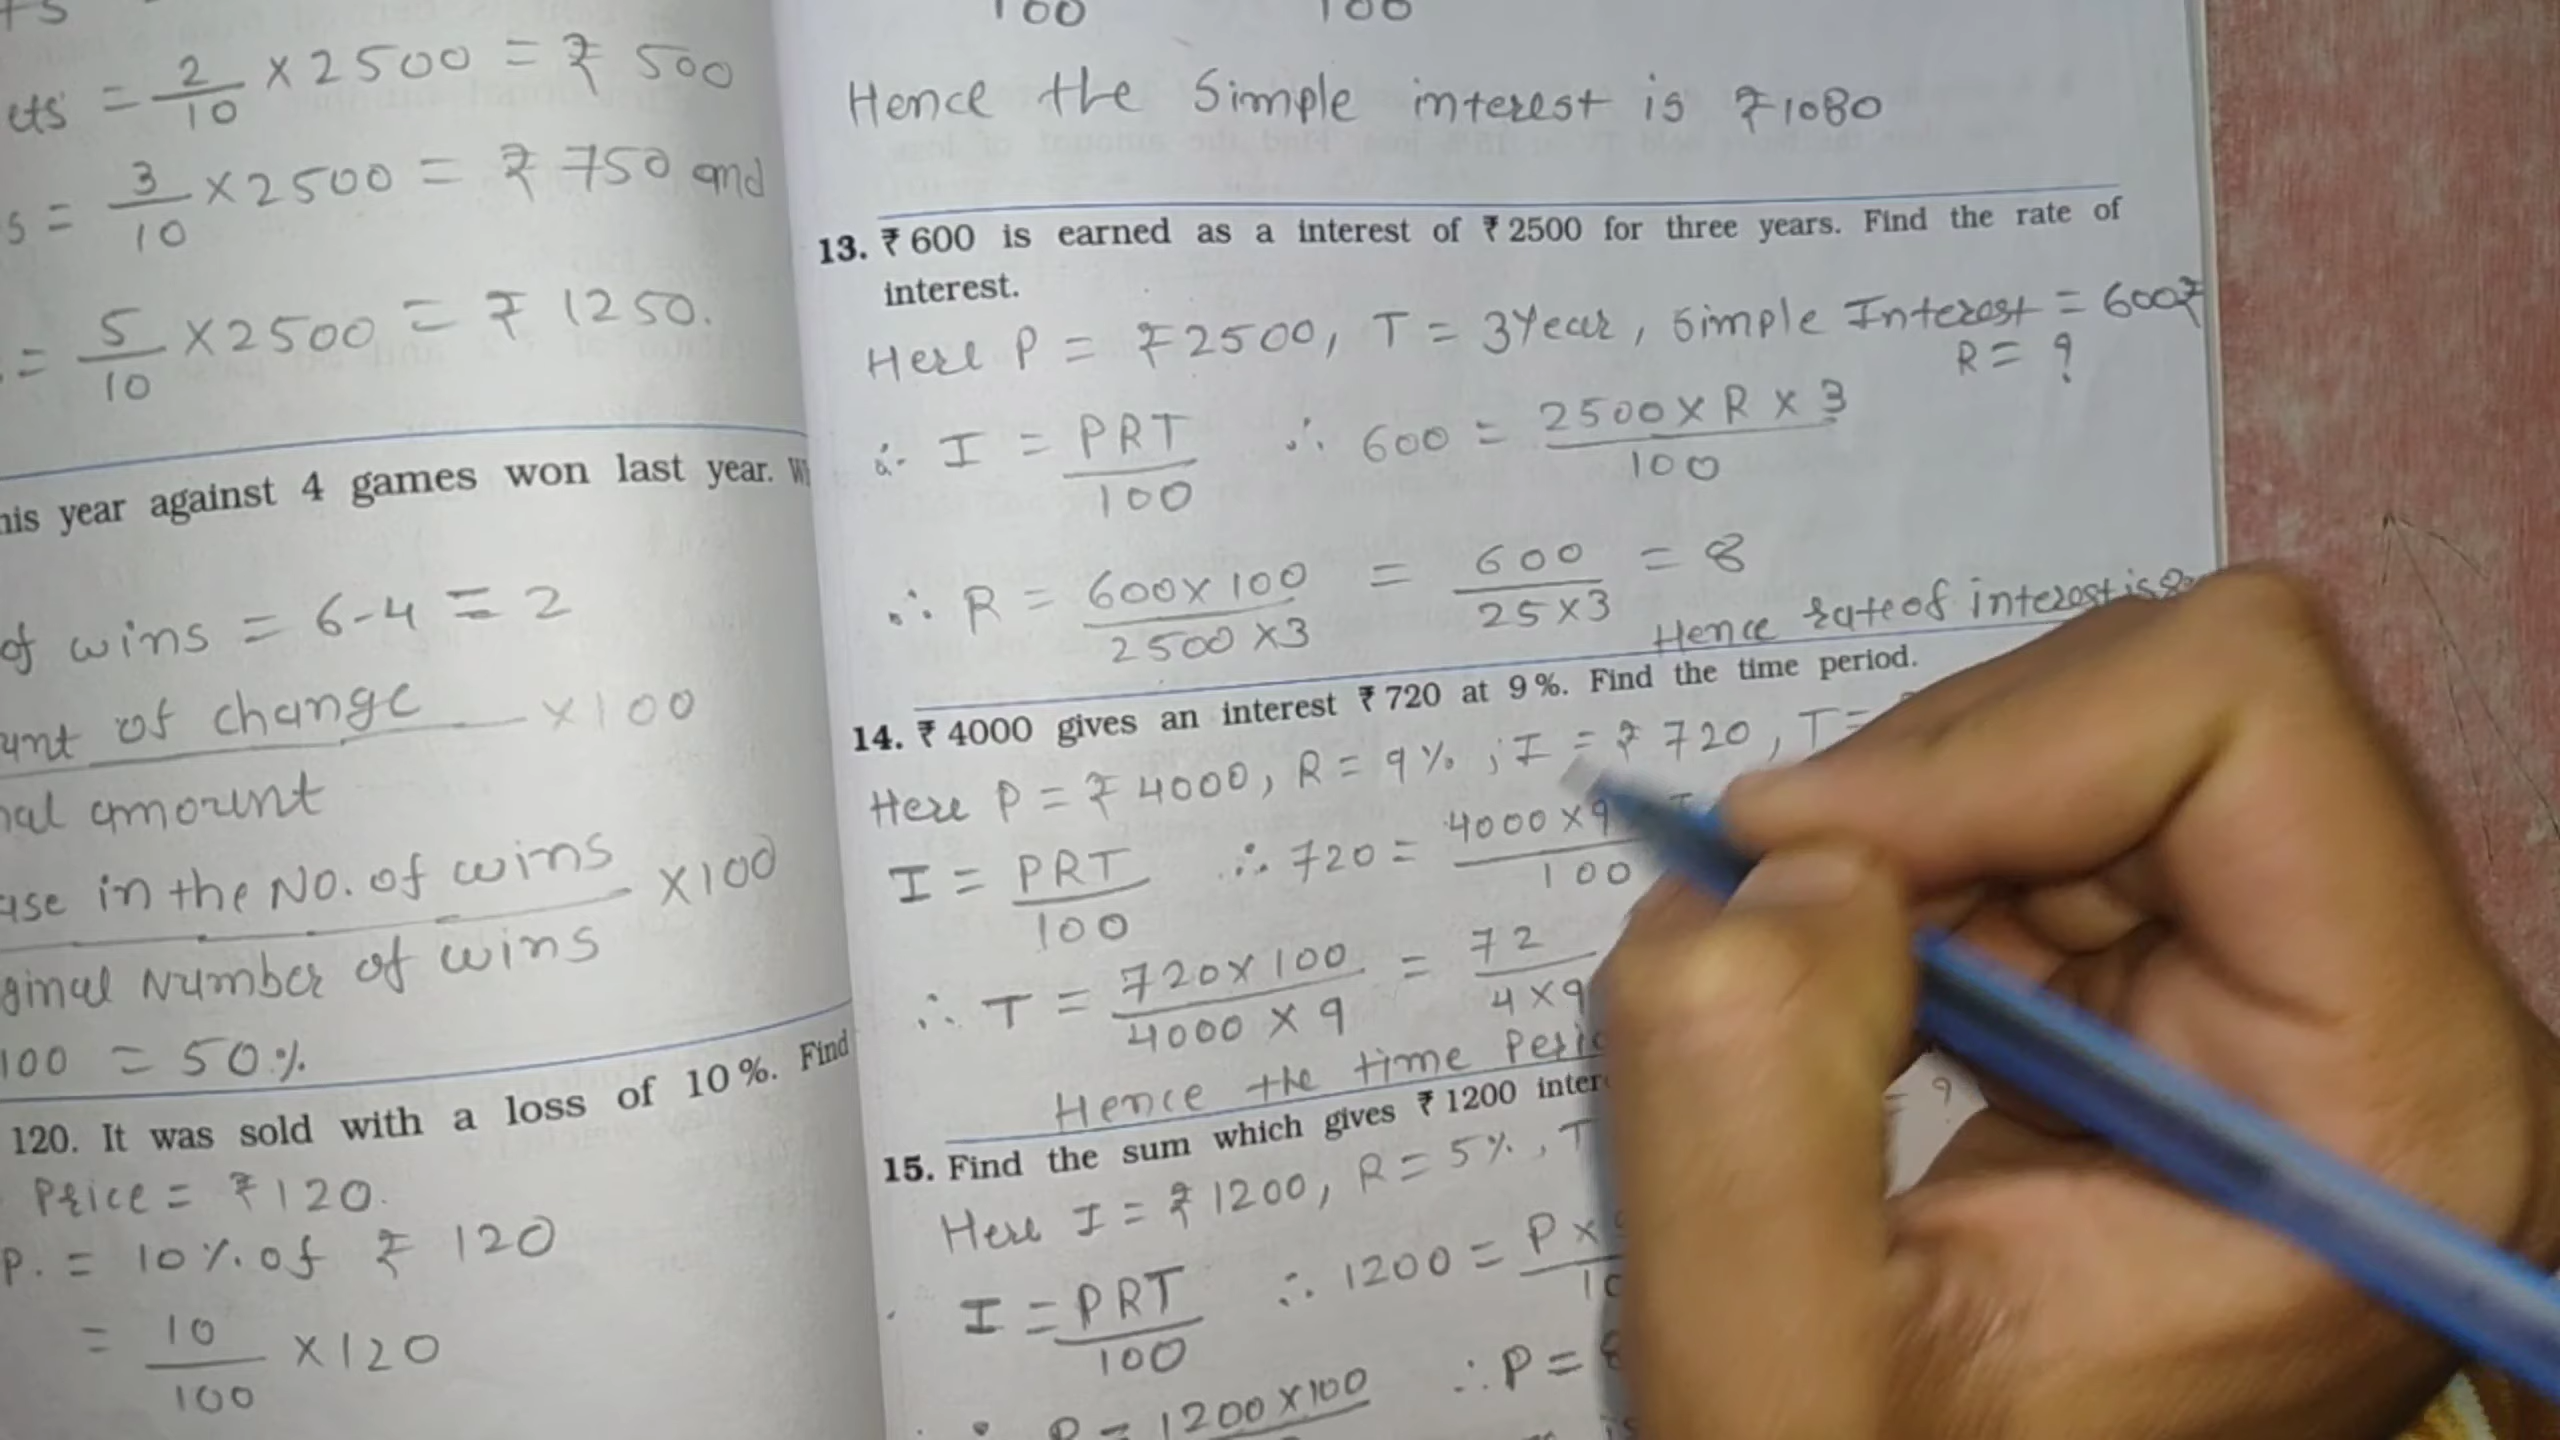 = 2/10 × 2500 = ₹ 500
= 3/10 × 2500 = ₹ 750 and
= 5/10 × 2500 = ₹ 1250.
year against 4 games won last year.
of wins = 6-4 = 2
of change × 100
amount
in the No. of wins × 100
Number of wins
100 = 50%
120. It was sold with a loss of 10 %. Find
Price = ₹ 120.
P. = 10% of ₹ 120
= 10/100 × 120
100 100
Hence the Simple interest is ₹ 1080
13. ₹ 600 is earned as a interest of ₹ 2500 for three years. Find the rate of
interest.
Here P = ₹ 2500, T = 3 Year, Simple Interest = 600₹
R = ?
∴ I = PRT/100 ∴ 600 = 2500 × R × 3/100
∴ R = 600 × 100/2500 × 3 = 600/25 × 3 = 8
Hence rate of interest is
14. ₹ 4000 gives an interest ₹ 720 at 9 %. Find the time period.
Here P = ₹ 4000, R = 9%, I = ₹ 720, T =
I = PRT/100 ∴ 720 = 4000 × 9/100
∴ T = 720 × 100/4000 × 9 = 72/4 × 9
Hence the time
15. Find the sum which gives ₹ 1200
Here I = ₹ 1200, R = 5%, T = ?
I = PRT/100 ∴ 1200 = P ×
P = 1200 × 100 ∴ P =